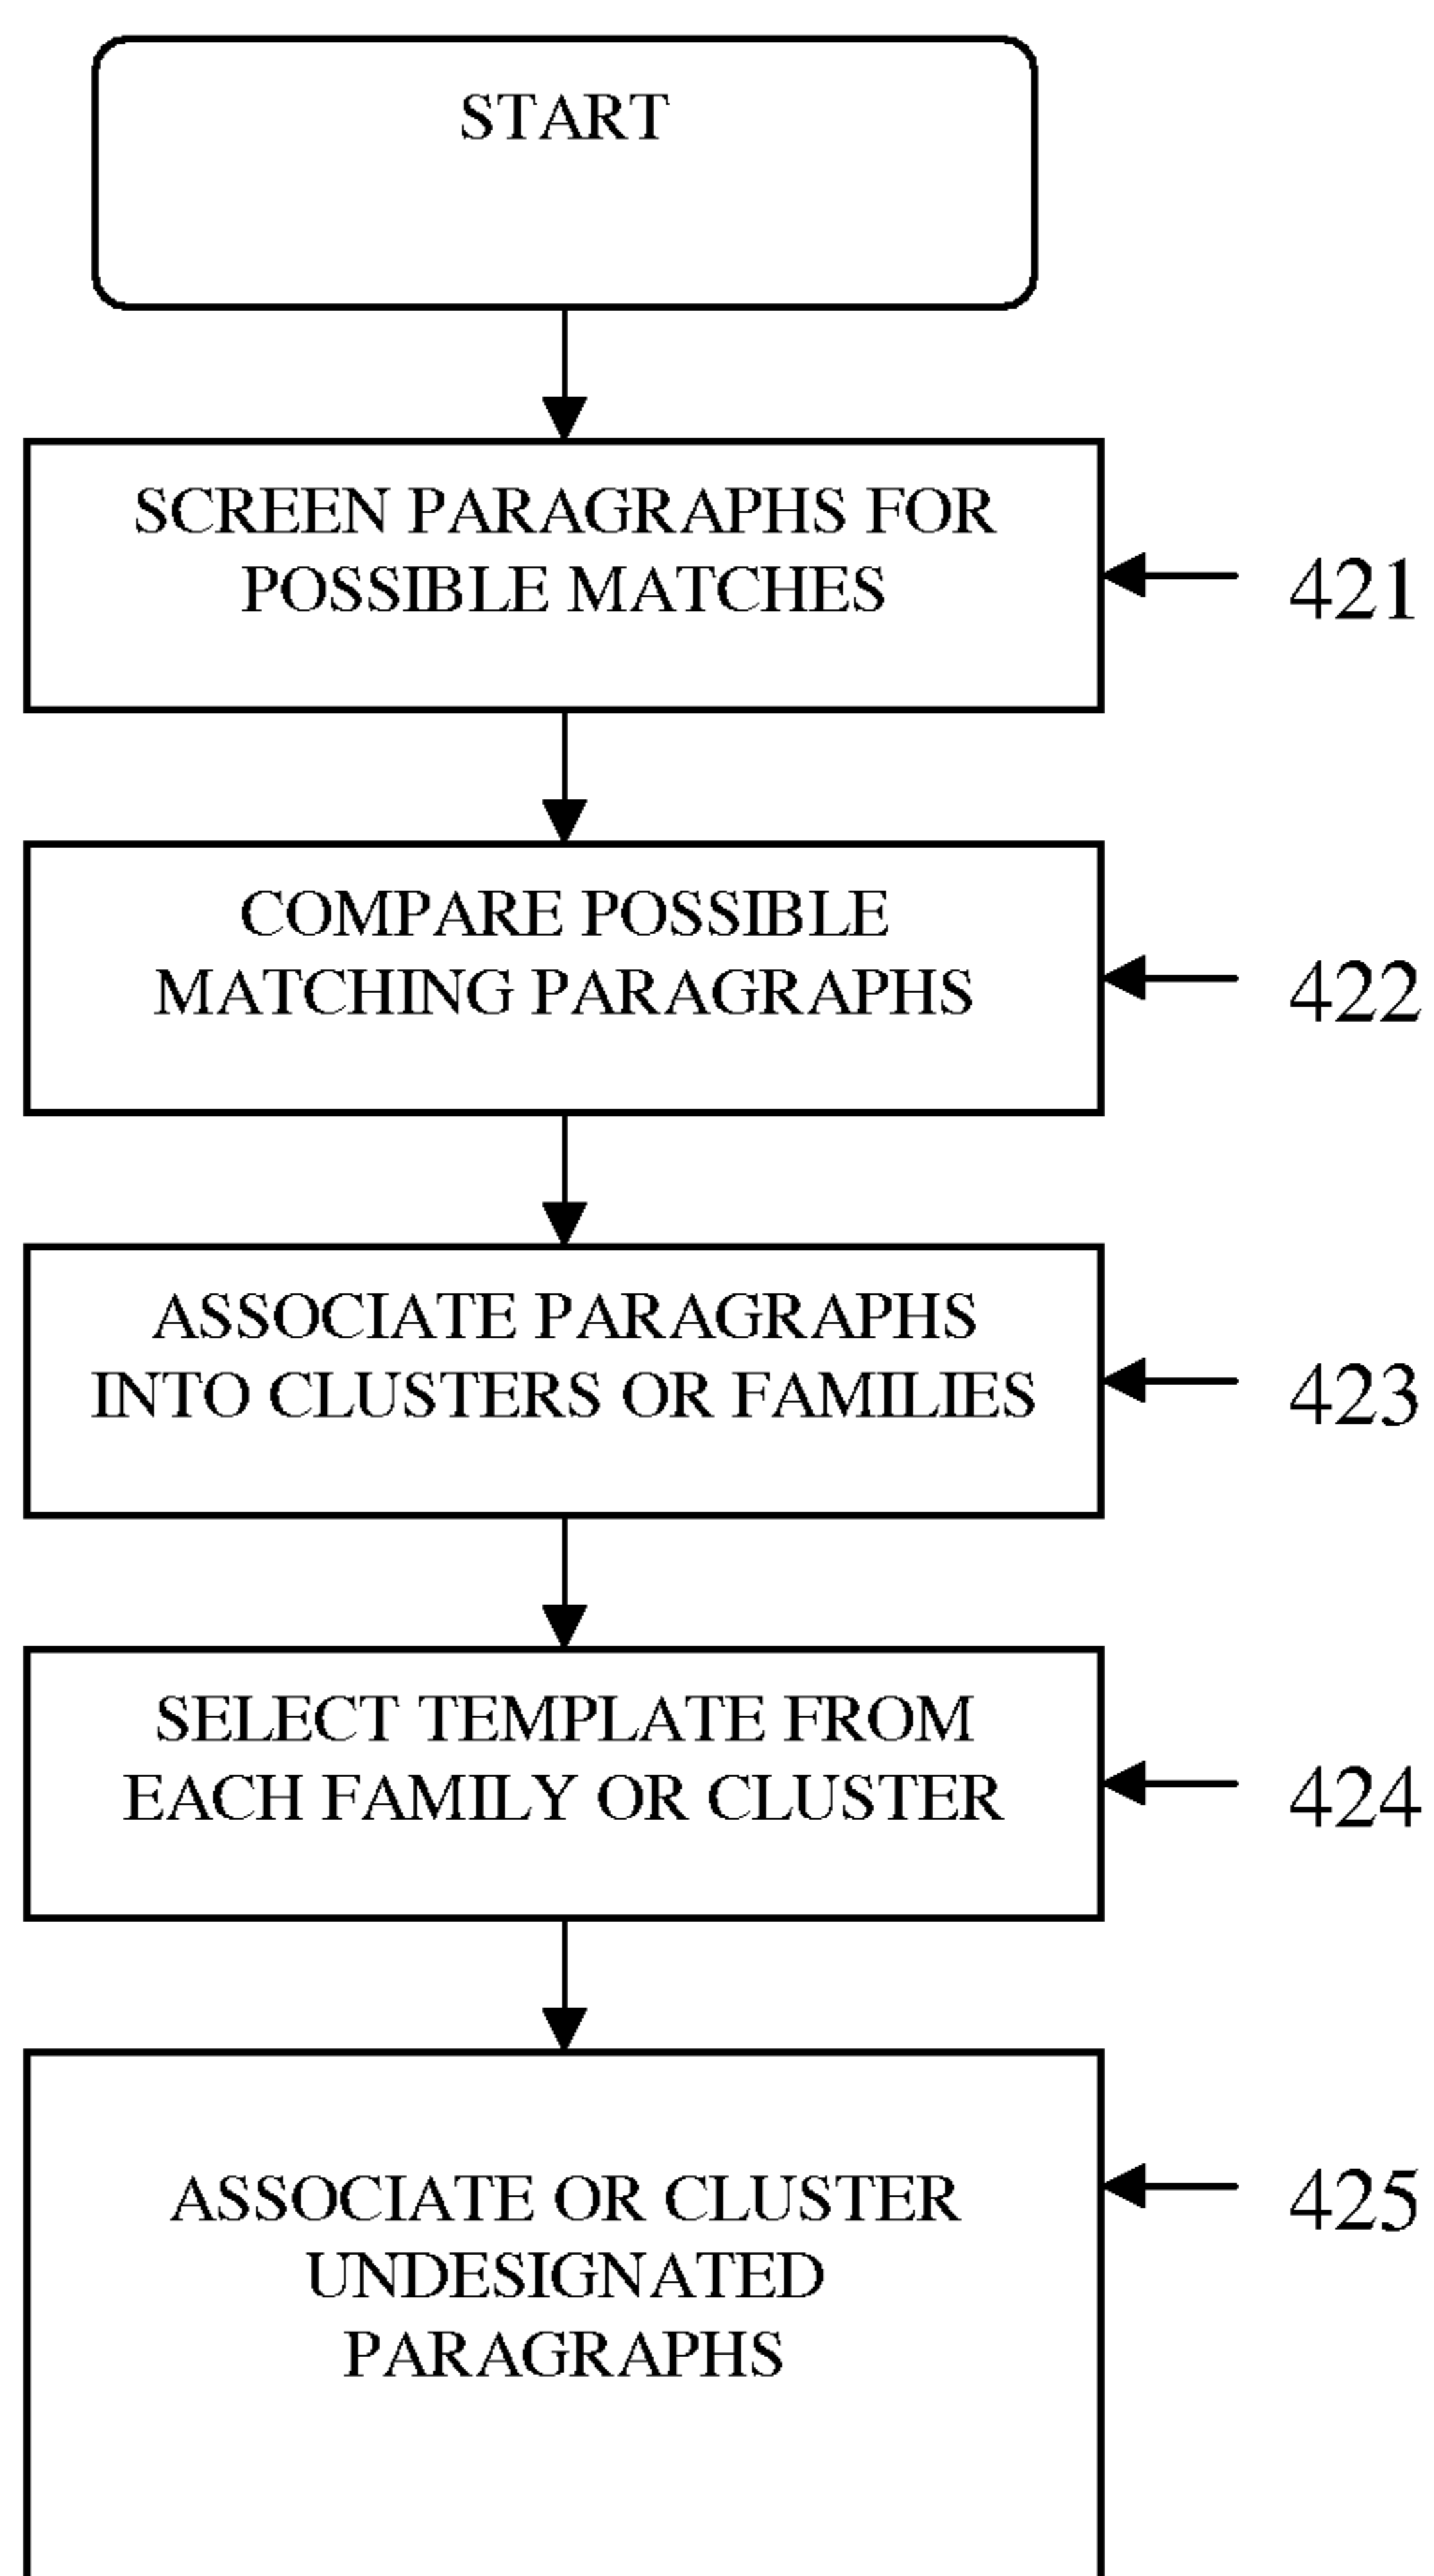 START
SCREEN PARAGRAPHS FOR
POSSIBLE MATCHES
421
COMPARE POSSIBLE
MATCHING PARAGRAPHS
422
ASSOCIATE PARAGRAPHS
INTO CLUSTERS OR FAMILIES
423
SELECT TEMPLATE FROM
EACH FAMILY OR CLUSTER
424
ASSOCIATE OR CLUSTER
UNDESIGNATED
PARAGRAPHS
425